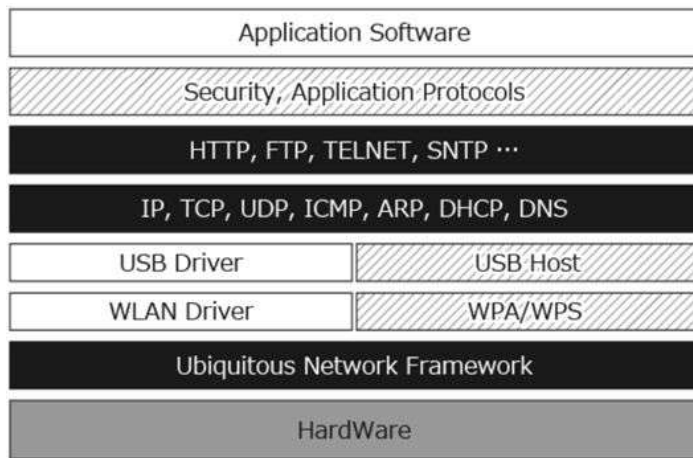 Application Software
Security, Application Protocols
HTTP, FTP, TELNET, SNTP ⋯
IP, TCP, UDP, ICMP, ARP, DHCP, DNS
USB Driver
USB Host
WLAN Driver
WPA/WPS
Ubiquitous Network Framework
HardWare